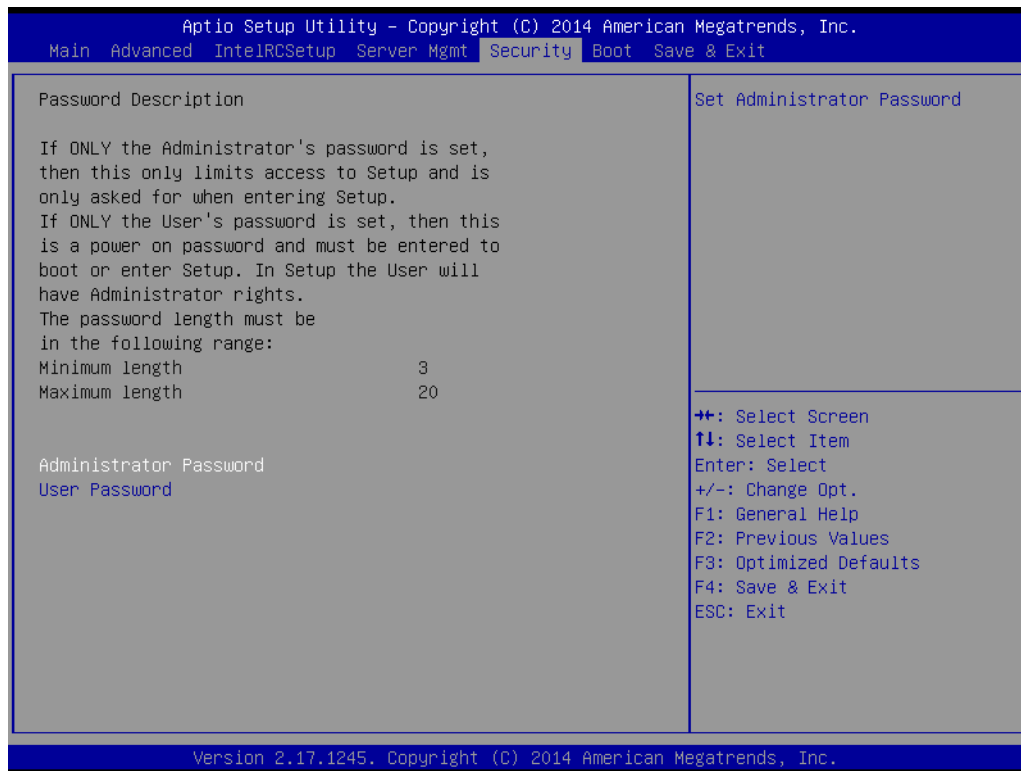 Aptio Setup Utility – Copyright (C) 2014 American Megatrends, Inc.
Main Advanced IntelRCSetup Server Mgmt Security Boot Save & Exit
Password Description
If ONLY the Administrator's password is set,
then this only limits access to Setup and is
only asked for when entering Setup.
If ONLY the User's password is set, then this
is a power on password and must be entered to
boot or enter Setup. In Setup the User will
have Administrator rights.
The password length must be
in the following range:
Minimum length 3
Maximum length 20
Administrator Password
User Password
Set Administrator Password
→←: Select Screen
↑↓: Select Item
Enter: Select
+/-: Change Opt.
F1: General Help
F2: Previous Values
F3: Optimized Defaults
F4: Save & Exit
ESC: Exit
Version 2.17.1245. Copyright (C) 2014 American Megatrends, Inc.